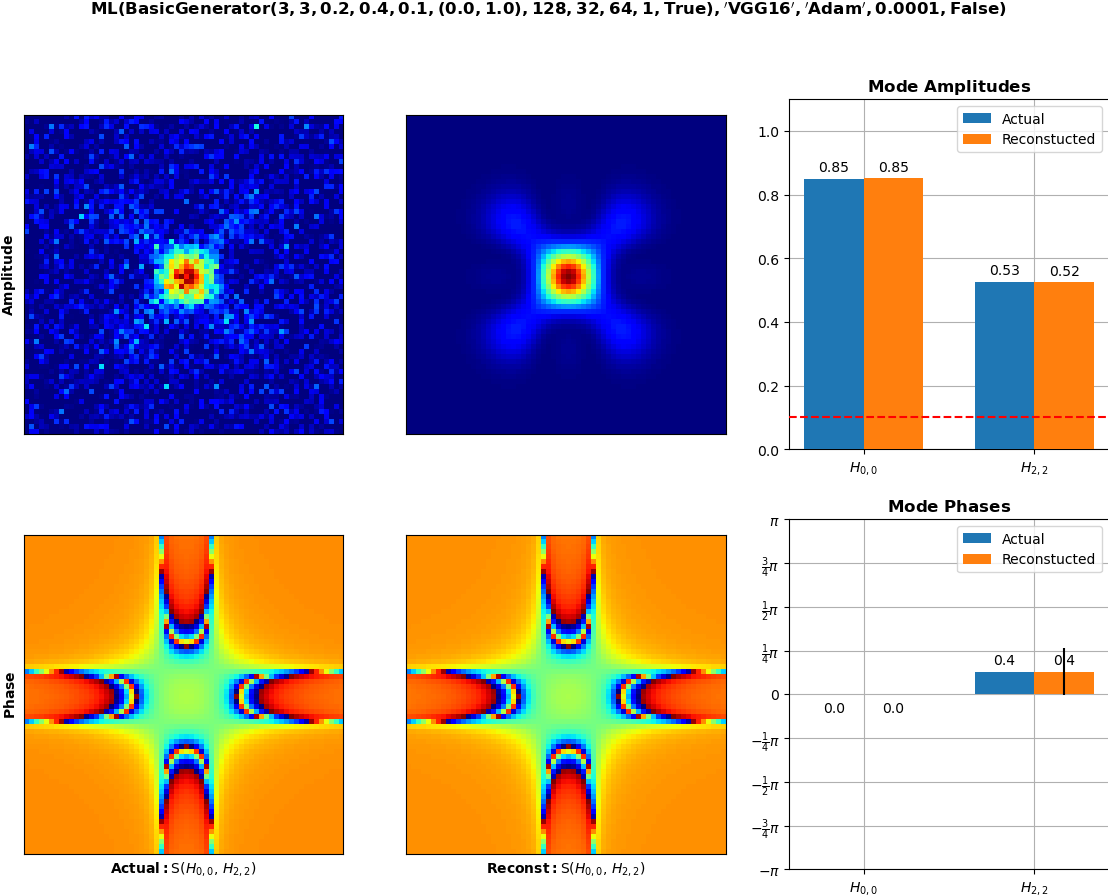 ML(BasicGenerator(3, 3, 0.2, 0.4, 0.1, (0.0, 1.0), 128, 32, 64, 1, True), 'VGG16', 'Adam', 0.0001, False)
Amplitude
Mode Amplitudes
Actual
Reconstucted
1.0
0.8
0.6
0.4
0.2
0.0
0.85
0.85
0.53
0.52
H0,0
H2,2
Phase
Actual: S(H0,0, H2,2)
Reconst: S(H0,0, H2,2)
Mode Phases
Actual
Reconstucted
π
3/4π
1/2π
1/4π
0
−1/4π
−1/2π
−3/4π
−π
0.0
0.0
0.4
0.4
H0,0
H2,2